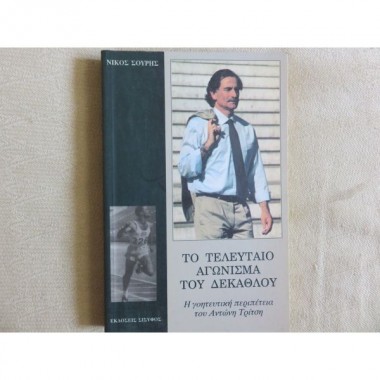 ΝΙΚΟΣ ΣΟΥΡΗΣ
ΤΟ ΤΕΛΕΥΤΑΙΟ
ΑΓΩΝΙΣΜΑ
ΤΟΥ ΔΕΚΑΘΛΟΥ
Η γοητευτική περιπέτεια
του Αντώνη Τρίτση
ΕΚΔΟΣΕΙΣ ΣΙΣΥΦΟΣ